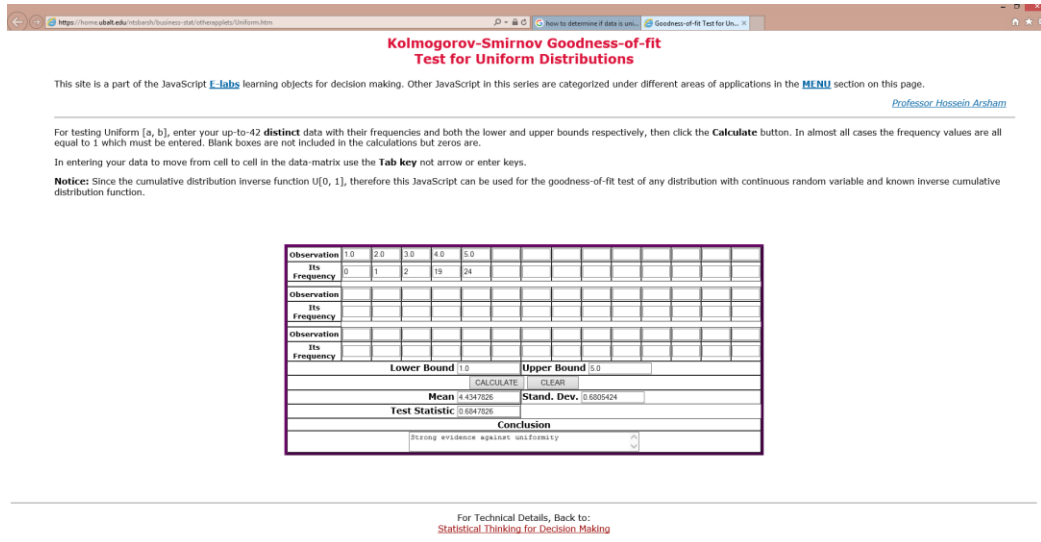 https://home.ubalt.edu/ntsbarsh/business-stat/otherapplets/Uniform.htm
how to determine if data is uni...
Goodness-of-fit Test for Un...
Kolmogorov-Smirnov Goodness-of-fit
Test for Uniform Distributions
This site is a part of the JavaScript E-labs learning objects for decision making. Other JavaScript in this series are categorized under different areas of applications in the MENU section on this page.
Professor Hossein Arsham
For testing Uniform [a, b], enter your up-to-42 distinct data with their frequencies and both the lower and upper bounds respectively, then click the Calculate button. In almost all cases the frequency values are all
equal to 1 which must be entered. Blank boxes are not included in the calculations but zeros are.
In entering your data to move from cell to cell in the data-matrix use the Tab key not arrow or enter keys.
Notice: Since the cumulative distribution inverse function U[0, 1], therefore this JavaScript can be used for the goodness-of-fit test of any distribution with continuous random variable and known inverse cumulative
distribution function.
Observation 1.0 2.0 3.0 4.0 5.0
Its
Frequency 0 1 2 19 24
Observation
Its
Frequency
Observation
Its
Frequency
Lower Bound 1.0 Upper Bound 5.0
CALCULATE CLEAR
Mean 4.4347826 Stand. Dev. 0.6805424
Test Statistic 0.6847826
Conclusion
Strong evidence against uniformity
For Technical Details, Back to:
Statistical Thinking for Decision Making